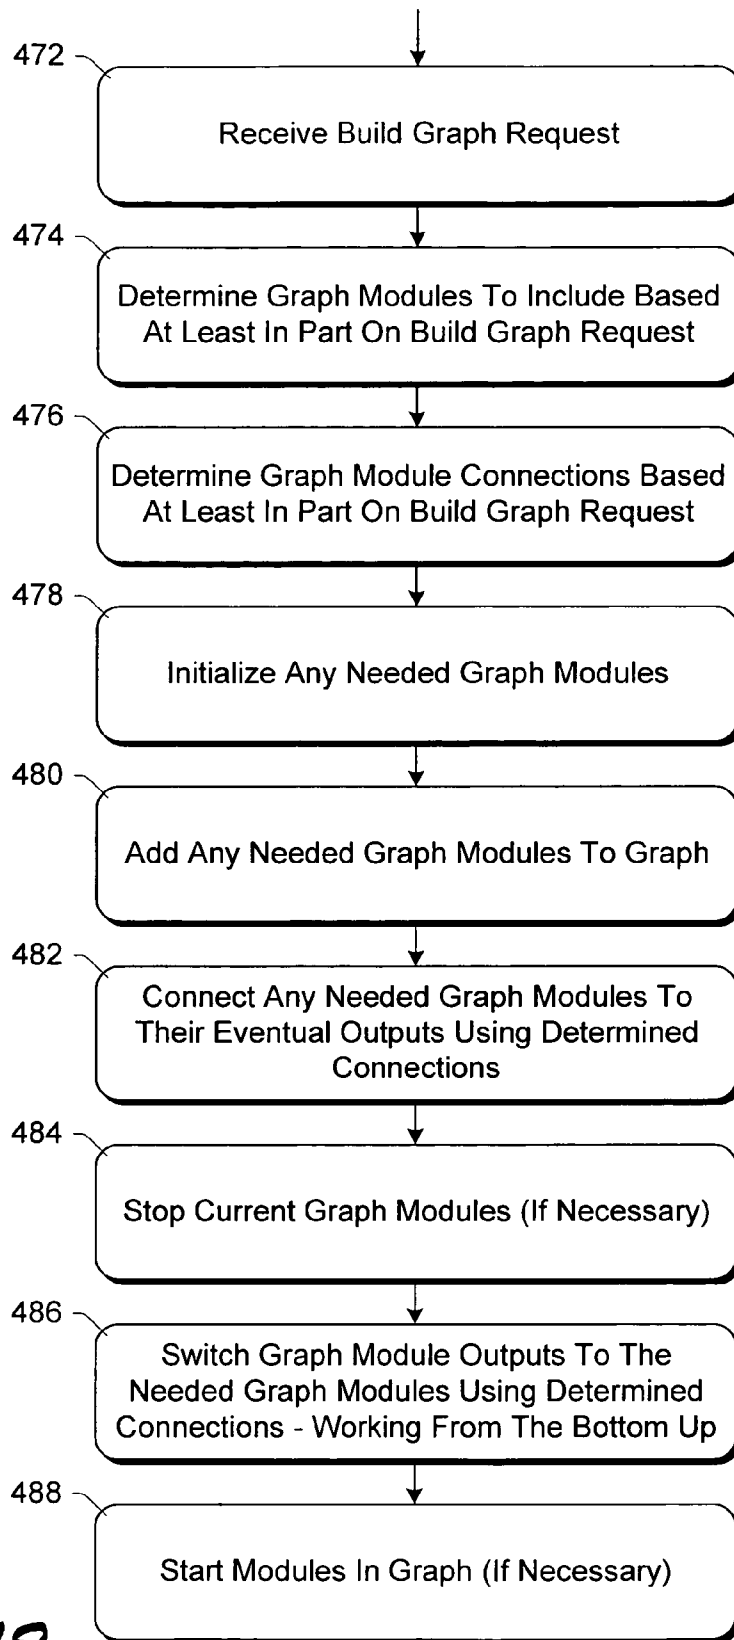 472
Receive Build Graph Request
474
Determine Graph Modules To Include Based
At Least In Part On Build Graph Request
476
Determine Graph Module Connections Based
At Least In Part On Build Graph Request
478
Initialize Any Needed Graph Modules
480
Add Any Needed Graph Modules To Graph
482
Connect Any Needed Graph Modules To
Their Eventual Outputs Using Determined
Connections
484
Stop Current Graph Modules (If Necessary)
486
Switch Graph Module Outputs To The
Needed Graph Modules Using Determined
Connections - Working From The Bottom Up
488
Start Modules In Graph (If Necessary)